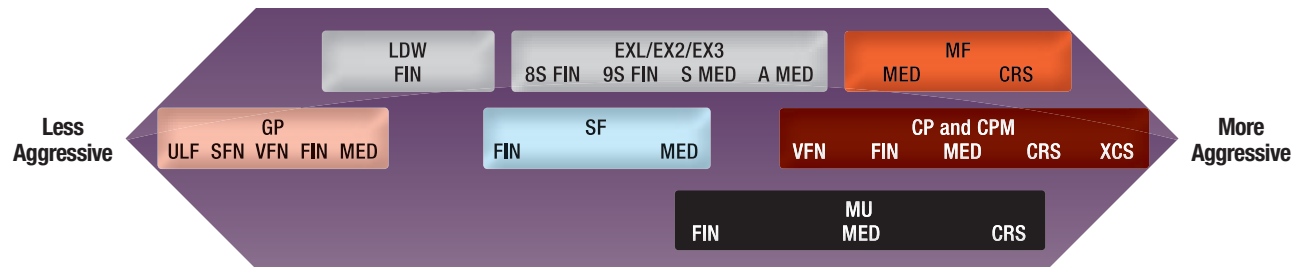 LDW
FIN
EXL/EX2/EX3
8S FIN 9S FIN S MED A MED
MF
MED CRS
Less
Aggressive
GP
ULF SFN VFN FIN MED
SF
FIN MED
CP and CPM
VFN FIN MED CRS XCS
More
Aggressive
MU
FIN MED CRS